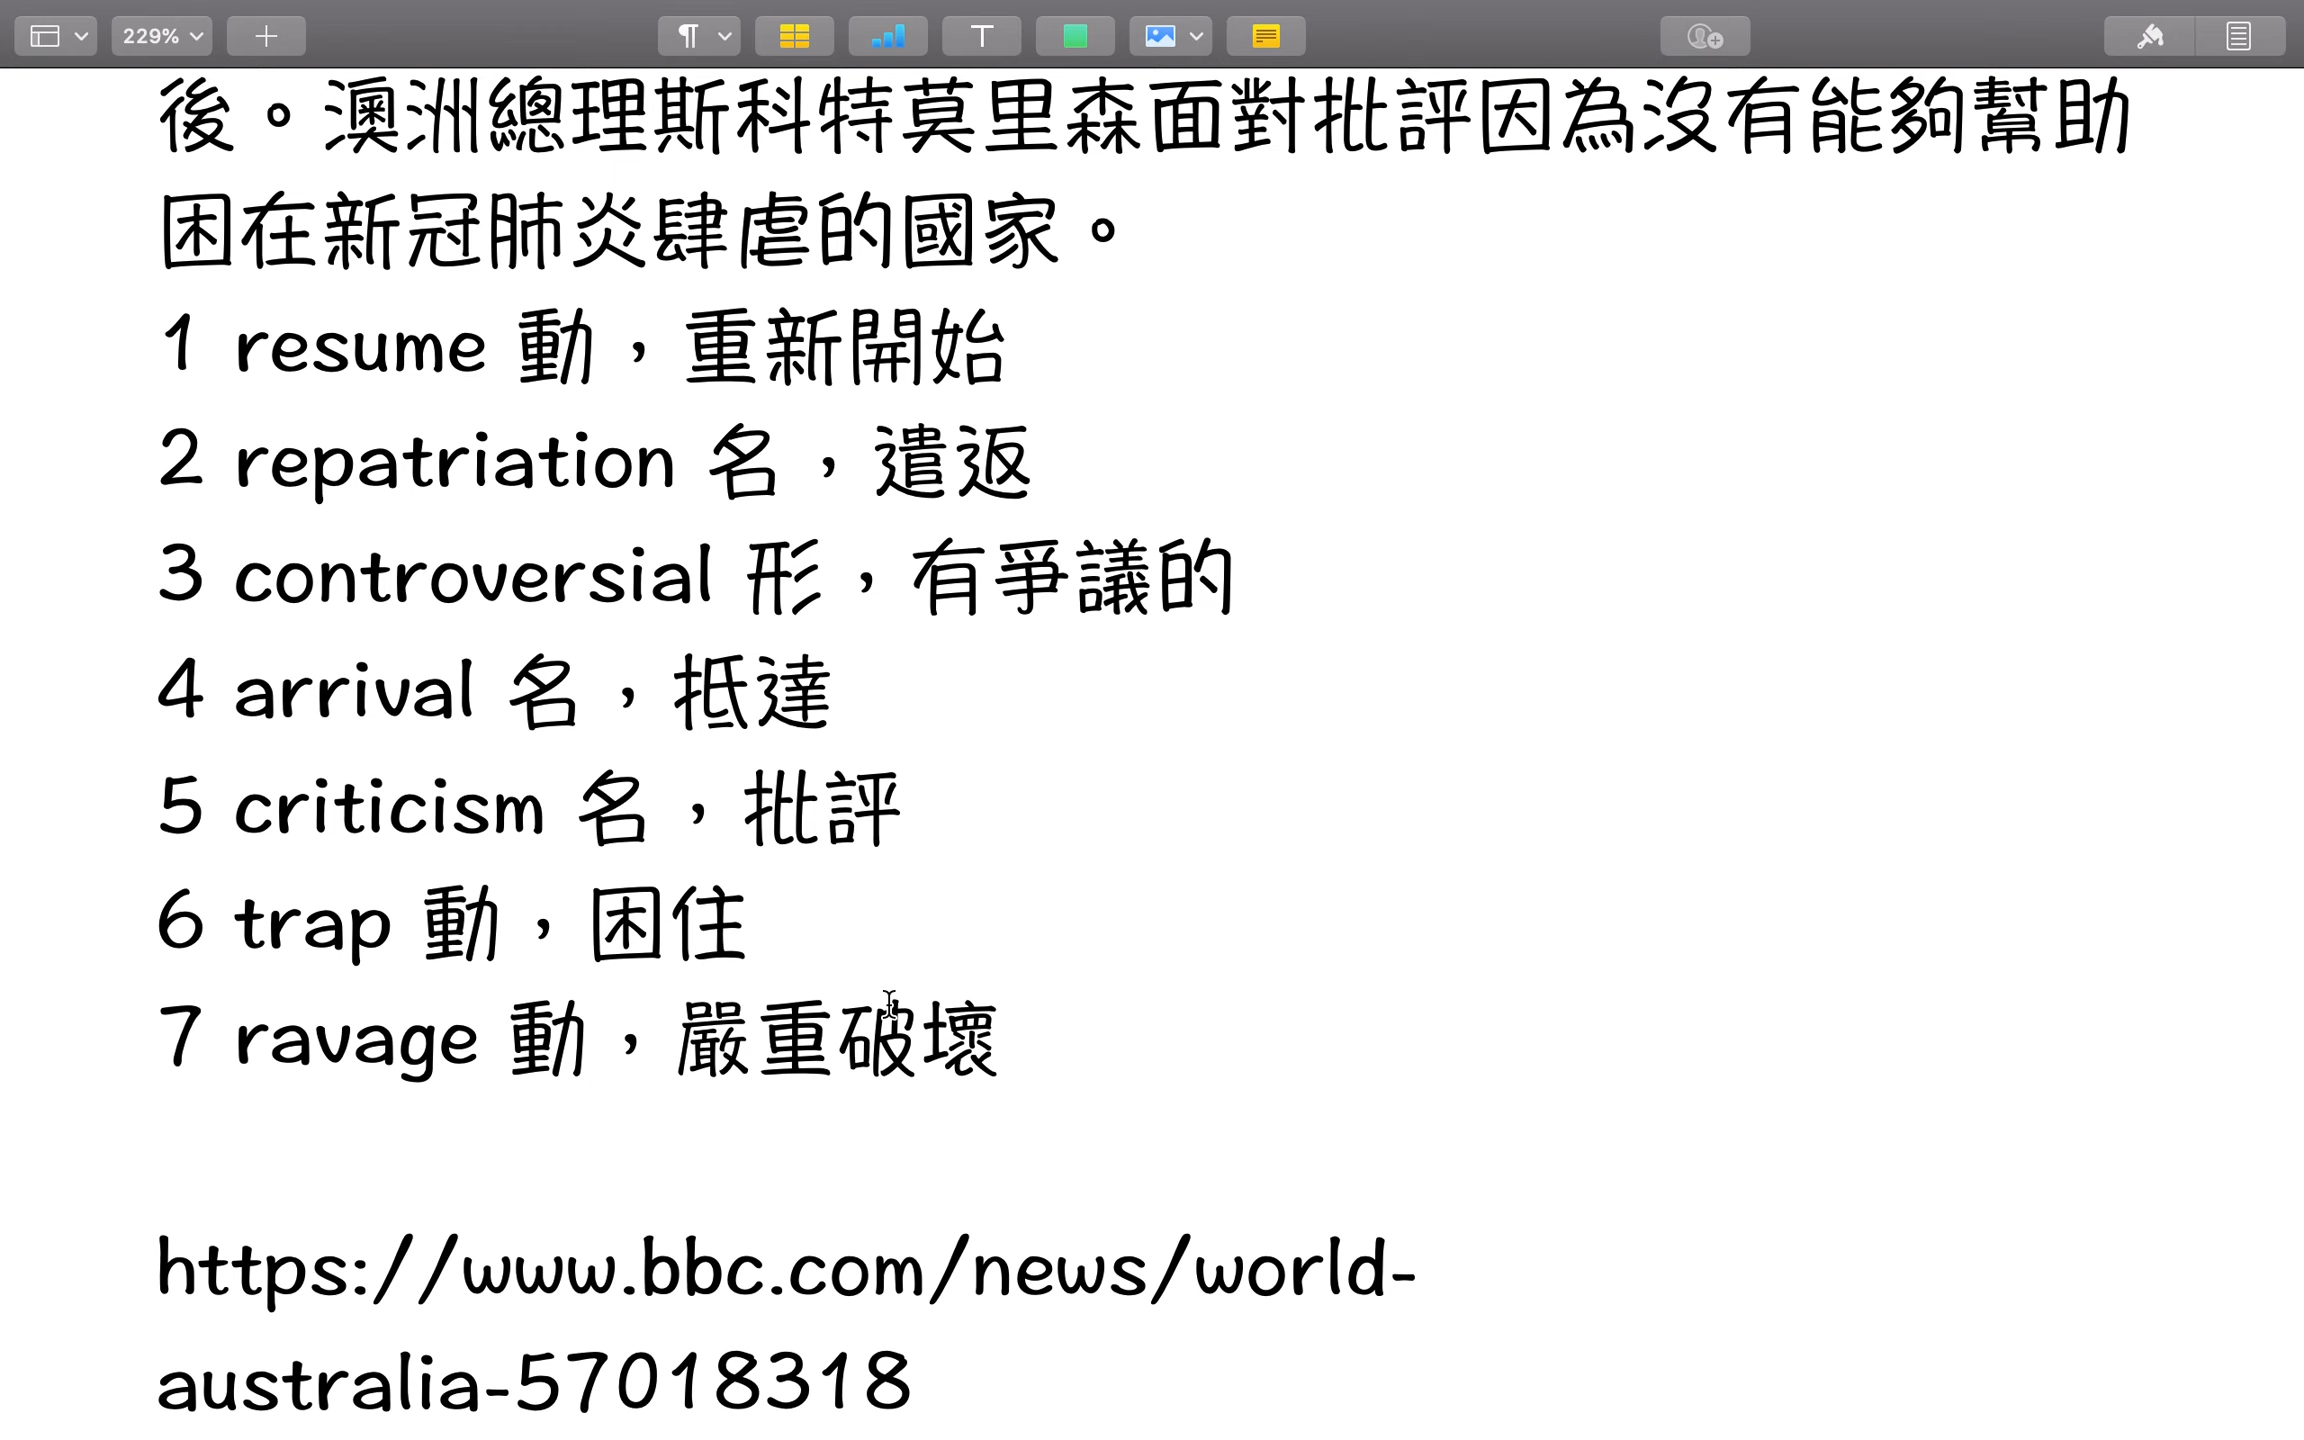 229%
後。澳洲總理斯科特莫里森面對批評因為沒有能夠幫助
困在新冠肺炎肆虐的國家。
1 resume 動,重新開始
2 repatriation 名,遣返
3 controversial 形,有爭議的
4 arrival 名,抵達
5 criticism 名,批評
6 trap 動,困住
7 ravage 動,嚴重破壞
https://www.bbc.com/news/world-
australia-57018318